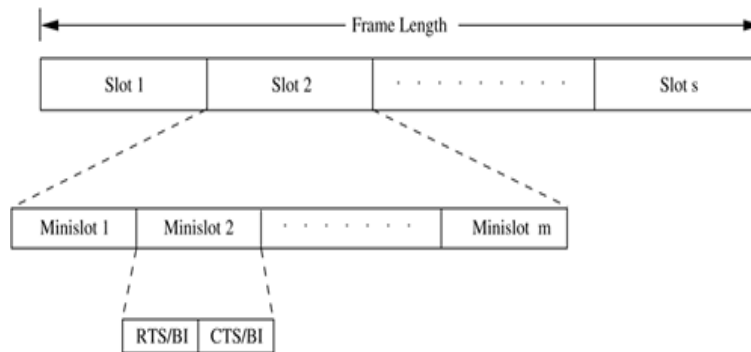 Frame Length
Slot 1 Slot 2 . . . . . . . . . Slot s
Minislot 1 Minislot 2 . . . . . . . Minislot m
RTS/BI CTS/BI